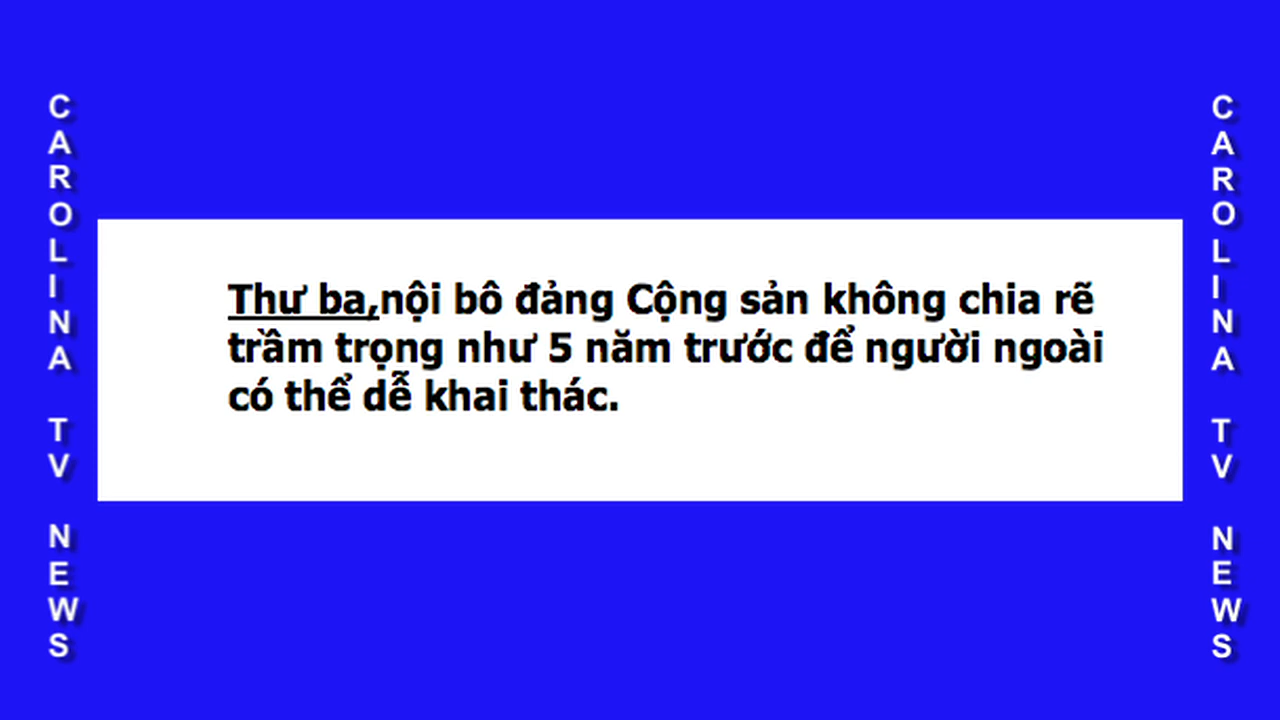 CAROLINA TV NEWS
Thư ba,nội bô đảng Cộng sản không chia rẽ
trầm trọng như 5 năm trước để người ngoài
có thể dễ khai thác.
CAROLINA TV NEWS